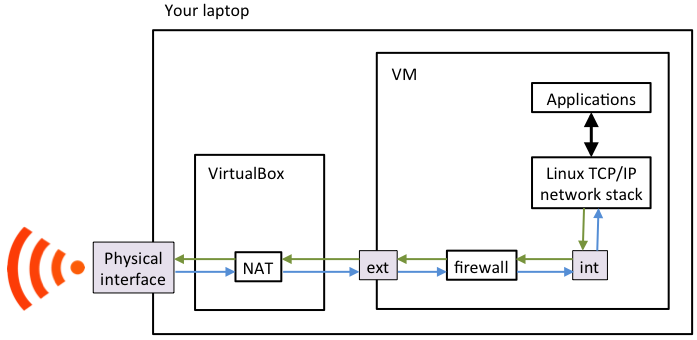 Your laptop
VM
Applications
Linux TCP/IP
network stack
VirtualBox
Physical
interface
NAT
ext
firewall
int